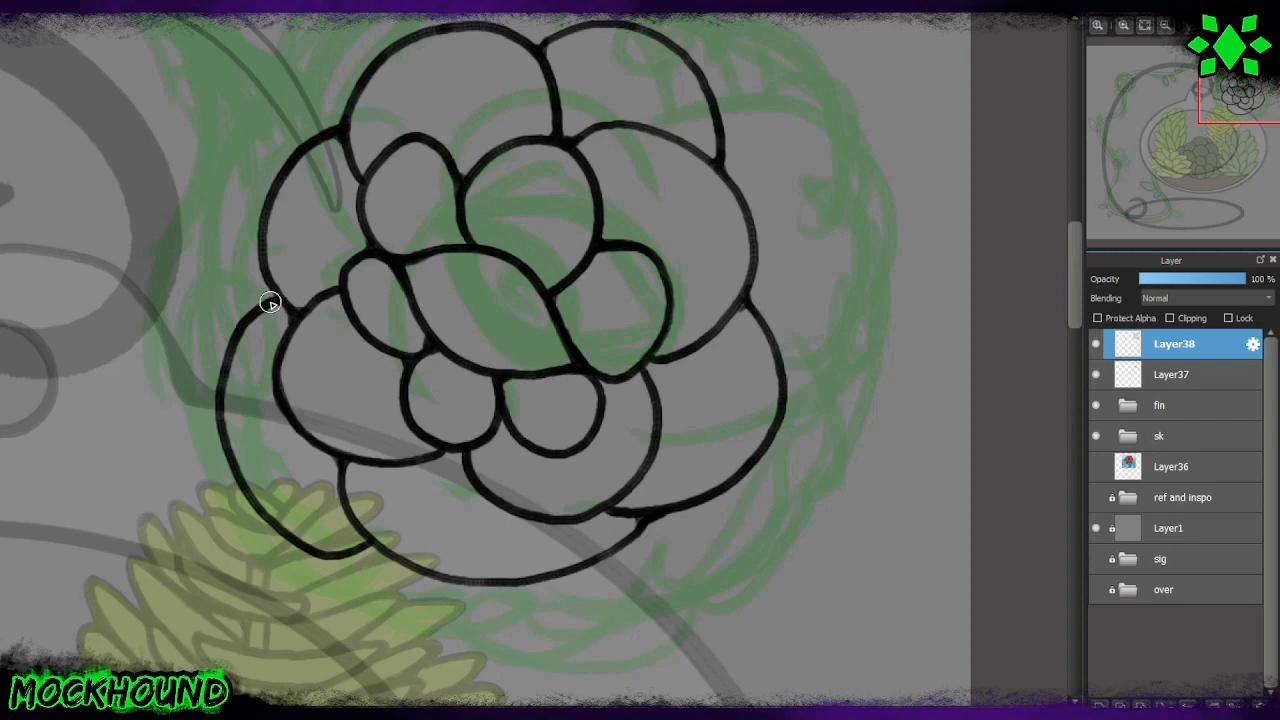 Layer
Opacity 100 %
Blending Normal
Protect Alpha Clipping Lock
Layer38
Layer37
fin
sk
Layer36
ref and inspo
Layer1
sig
over
MOCKHOUND